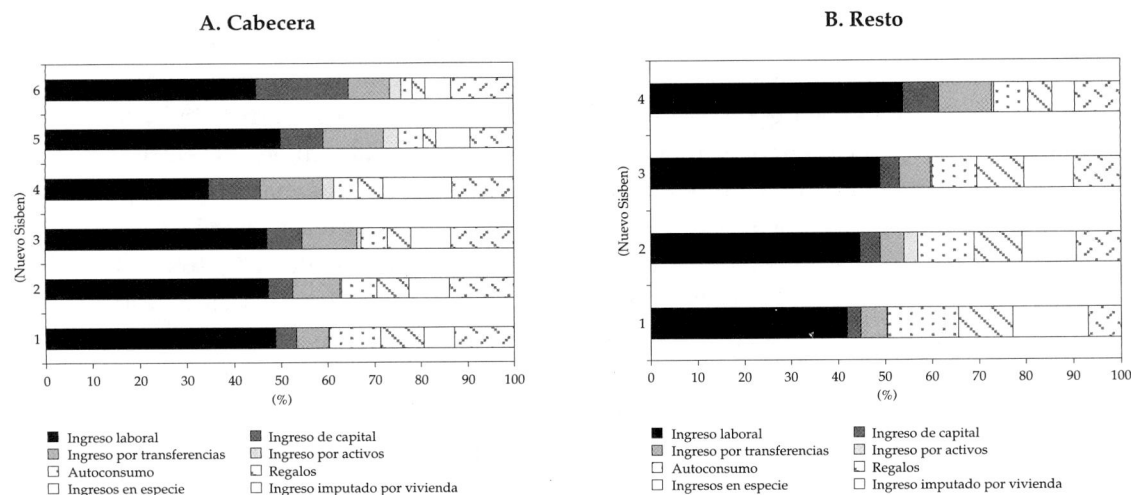 A. Cabecera
(Nuevo Sisben)
6
5
4
3
2
1
0 10 20 30 40 50 60 70 80 90 100
(%)
Ingreso laboral
Ingreso de capital
Ingreso por transferencias
Ingreso por activos
Autoconsumo
Regalos
Ingresos en especie
Ingreso imputado por vivienda
B. Resto
(Nuevo Sisben)
4
3
2
1
0 10 20 30 40 50 60 70 80 90 100
(%)
Ingreso laboral
Ingreso de capital
Ingreso por transferencias
Ingreso por activos
Autoconsumo
Regalos
Ingresos en especie
Ingreso imputado por vivienda